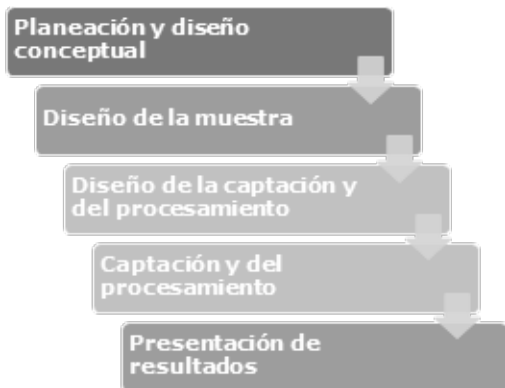 Planeación y diseño
conceptual
Diseño de la muestra
Diseño de la captación y
del procesamiento
Captación y del
procesamiento
Presentación de
resultados